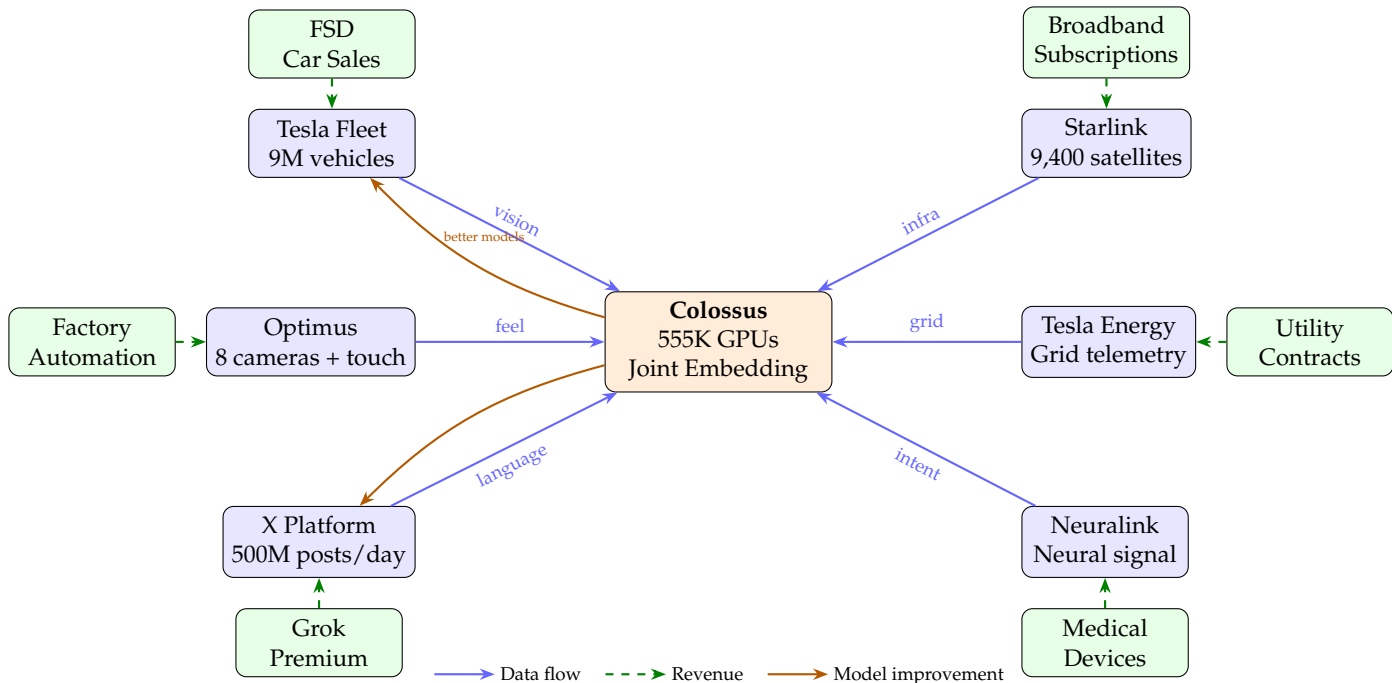 FSD
Car Sales
Broadband
Subscriptions
Tesla Fleet
9M vehicles
Starlink
9,400 satellites
vision
infra
better models
Factory
Automation
Optimus
8 cameras + touch
feel
Colossus
555K GPUs
Joint Embedding
grid
Tesla Energy
Grid telemetry
Utility
Contracts
language
intent
X Platform
500M posts/day
Neuralink
Neural signal
Grok
Premium
Medical
Devices
Data flow
Revenue
Model improvement